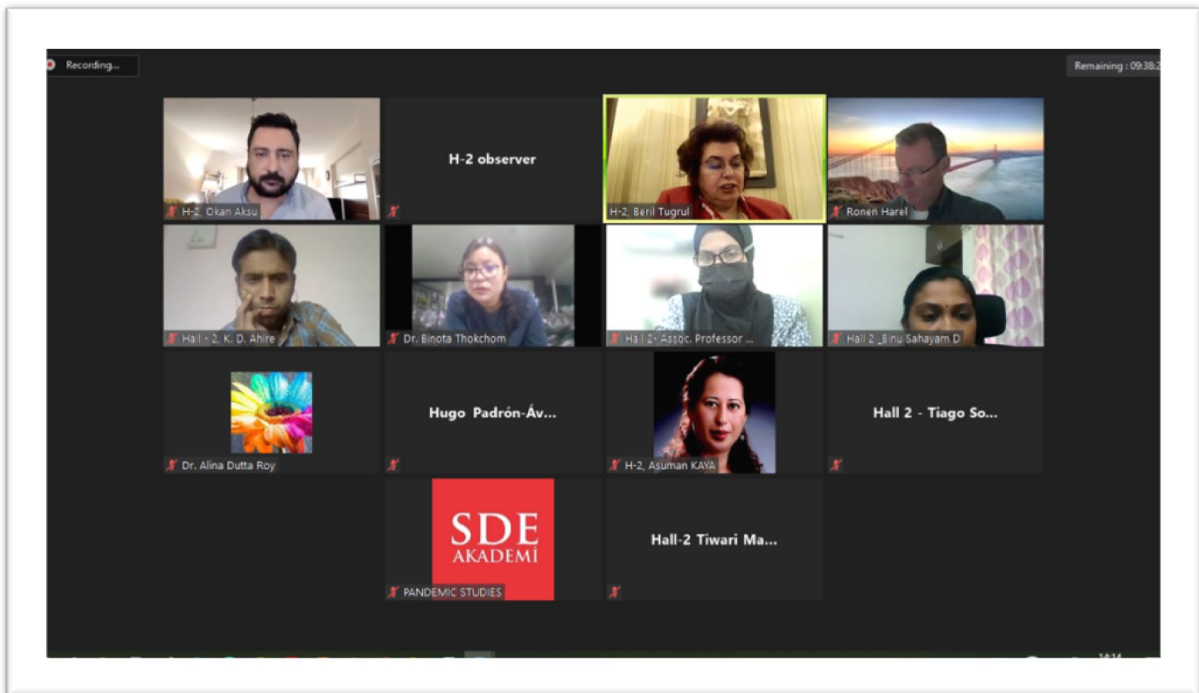 Recording...
Remaining : 09:38:2
H-2, Okan Aksu
H-2 observer
H-2, Beril Tugrul
Ronen Harel
Hall - 2, K. D. Ahire
Dr. Binota Thokchom
Hall 2- Assoc. Professor ...
Hall 2 _Binu Sahayam D
Dr. Alina Dutta Roy
Hugo Padrón-Áv...
H-2, Asuman KAYA
Hall 2 - Tiago So...
SDE
AKADEMİ
PANDEMIC STUDIES
Hall-2 Tiwari Ma...
14:14